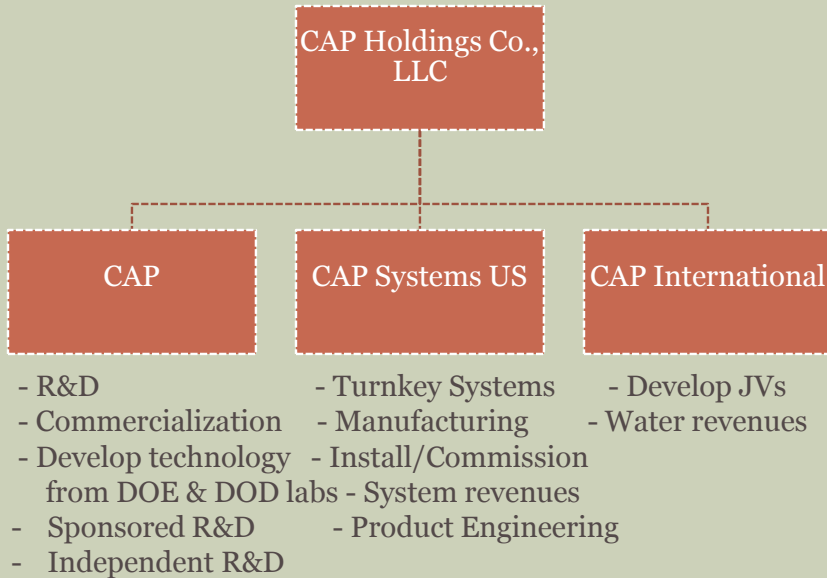 CAP Holdings Co.,
LLC
CAP
CAP Systems US
CAP International
- R&D
- Commercialization
- Develop technology
from DOE & DOD labs
- Sponsored R&D
- Independent R&D
- Turnkey Systems
- Manufacturing
- Install/Commission
- System revenues
- Product Engineering
- Develop JVs
- Water revenues